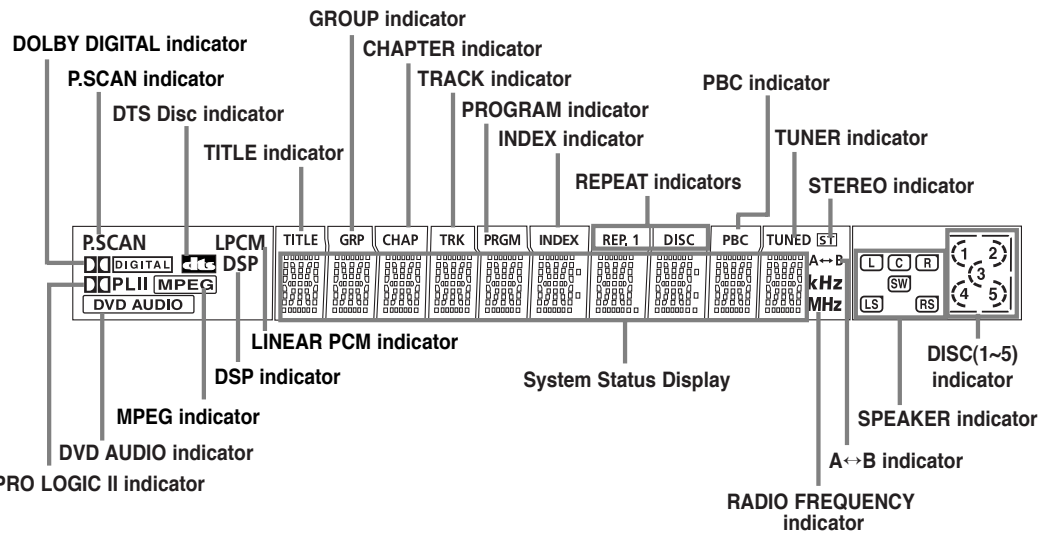 GROUP indicator
DOLBY DIGITAL indicator
CHAPTER indicator
P.SCAN indicator
TRACK indicator
PBC indicator
DTS Disc indicator
PROGRAM indicator
INDEX indicator
TUNER indicator
TITLE indicator
REPEAT indicators
STEREO indicator
P.SCAN LPCM TITLE GRP CHAP TRK PRGM INDEX REP. 1 DISC PBC TUNED ST
DIGITAL dts DSP A↔B L C R 1 2
PLII MPEG kHz SW 3
DVD AUDIO MHz LS RS 4 5
LINEAR PCM indicator
DSP indicator
System Status Display
DISC(1~5)
indicator
MPEG indicator
SPEAKER indicator
DVD AUDIO indicator
A↔B indicator
PRO LOGIC II indicator
RADIO FREQUENCY
indicator